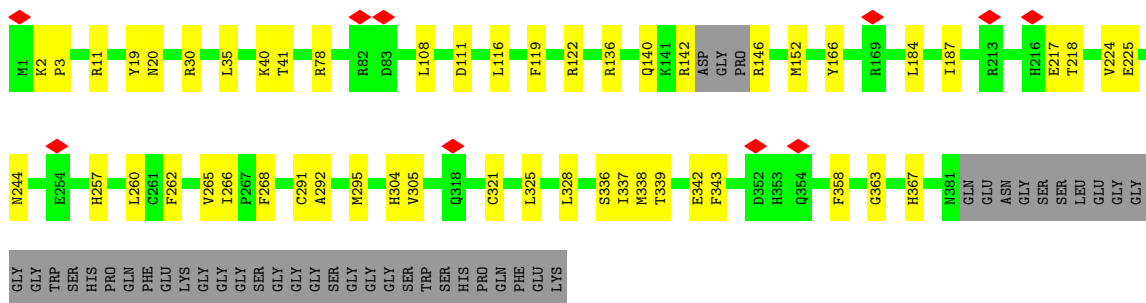 M1 K2 P3 R11 Y19 N20 R30 L35 K40 T41 R78 R82 D83 L108 D111 L116 F119 R122 R136 Q140 K141 R142 ASP GLY PRO R146 M152 Y166 R169 L184 I187 R213 H216 E217 T218 V224 E225
N244 E254 H257 L260 C261 F262 V265 I266 P267 F268 C291 A292 M295 H304 V305 Q318 C321 L325 L328 S336 I337 M338 T339 E342 F343 D352 H353 Q354 F358 G363 H367 N381 GLN GLU ASN GLY SER SER LEU GLU GLY GLY
GLY GLY TRP SER HIS PRO GLN PHE GLU LYS GLY GLY GLY SER GLY GLY GLY SER GLY GLY GLY SER TRP SER HIS PRO GLN PHE GLU LYS